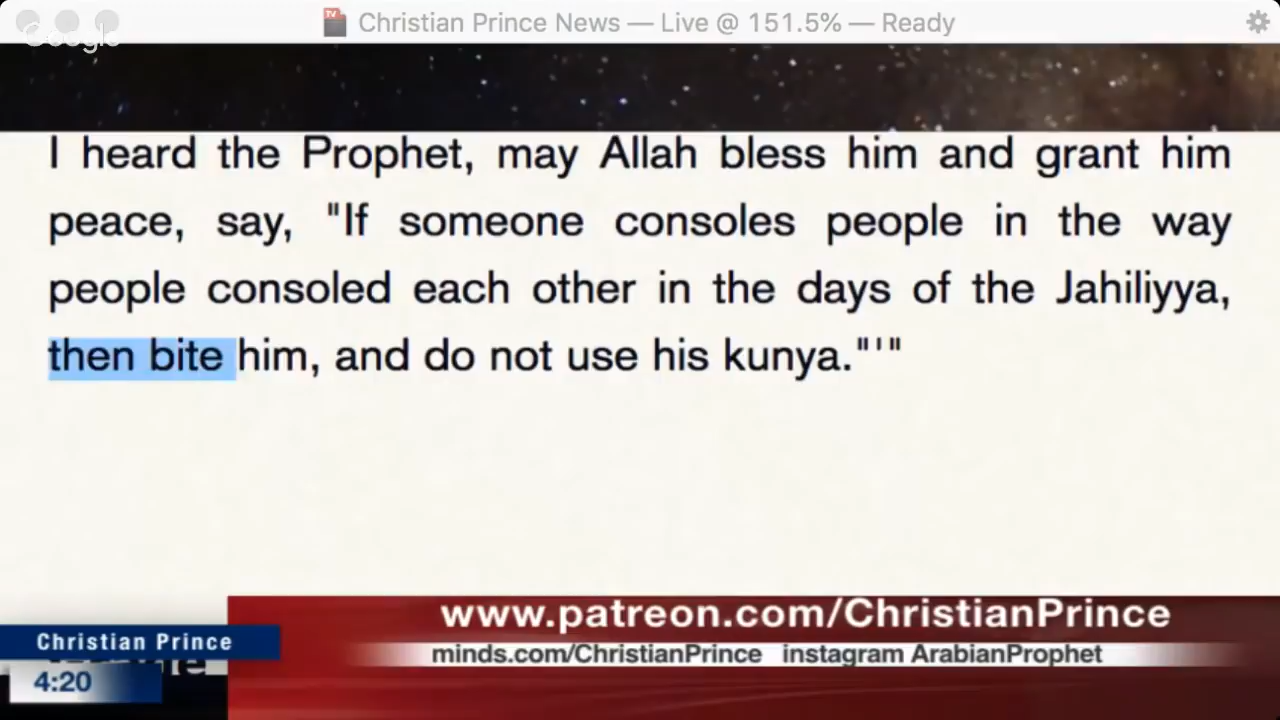 Christian Prince News — Live @ 151.5% — Ready
Google
I heard the Prophet, may Allah bless him and grant him
peace, say, "If someone consoles people in the way
people consoled each other in the days of the Jahiliyya,
then bite him, and do not use his kunya."'"
www.patreon.com/ChristianPrince
Christian Prince
minds.com/ChristianPrince instagram ArabianProphet
4:20